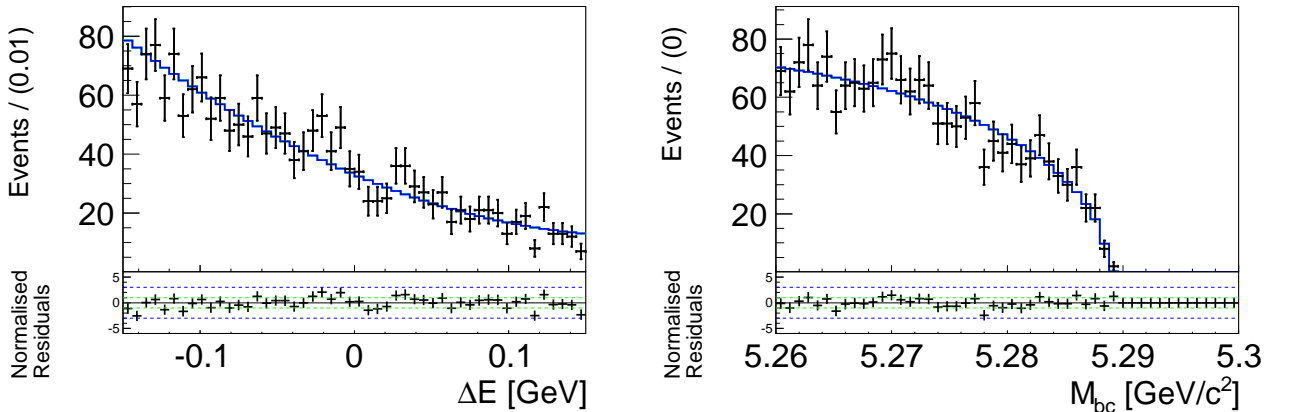 Events / (0.01)
80
60
40
20
Normalised
Residuals
5
0
-5
-0.1
0
0.1
ΔE [GeV]
Events / (0)
80
60
40
20
Normalised
Residuals
5
0
-5
5.26
5.27
5.28
5.29
5.3
M_bc [GeV/c²]